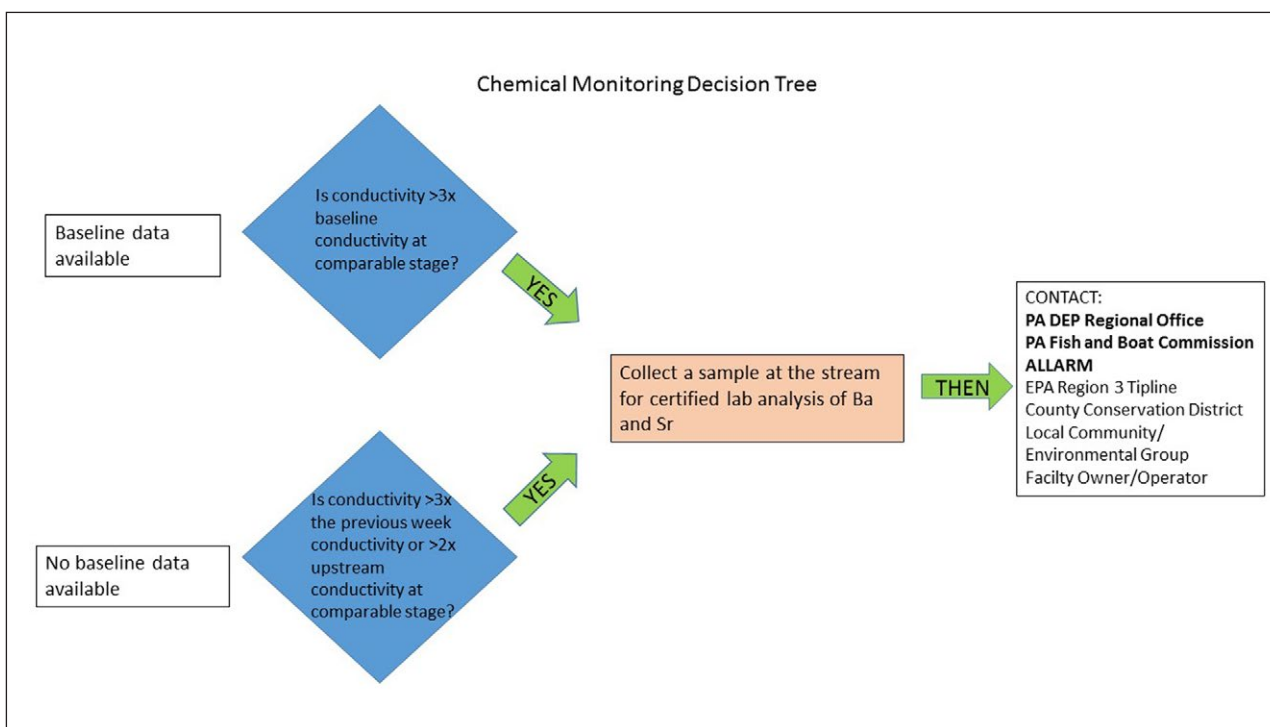 Chemical Monitoring Decision Tree
Baseline data
available
Is conductivity >3x
baseline
conductivity at
comparable stage?
YES
No baseline data
available
Is conductivity >3x
the previous week
conductivity or >2x
upstream
conductivity at
comparable stage?
YES
Collect a sample at the stream
for certified lab analysis of Ba
and Sr
THEN
CONTACT:
PA DEP Regional Office
PA Fish and Boat Commission
ALLARM
EPA Region 3 Tipline
County Conservation District
Local Community/
Environmental Group
Facilty Owner/Operator